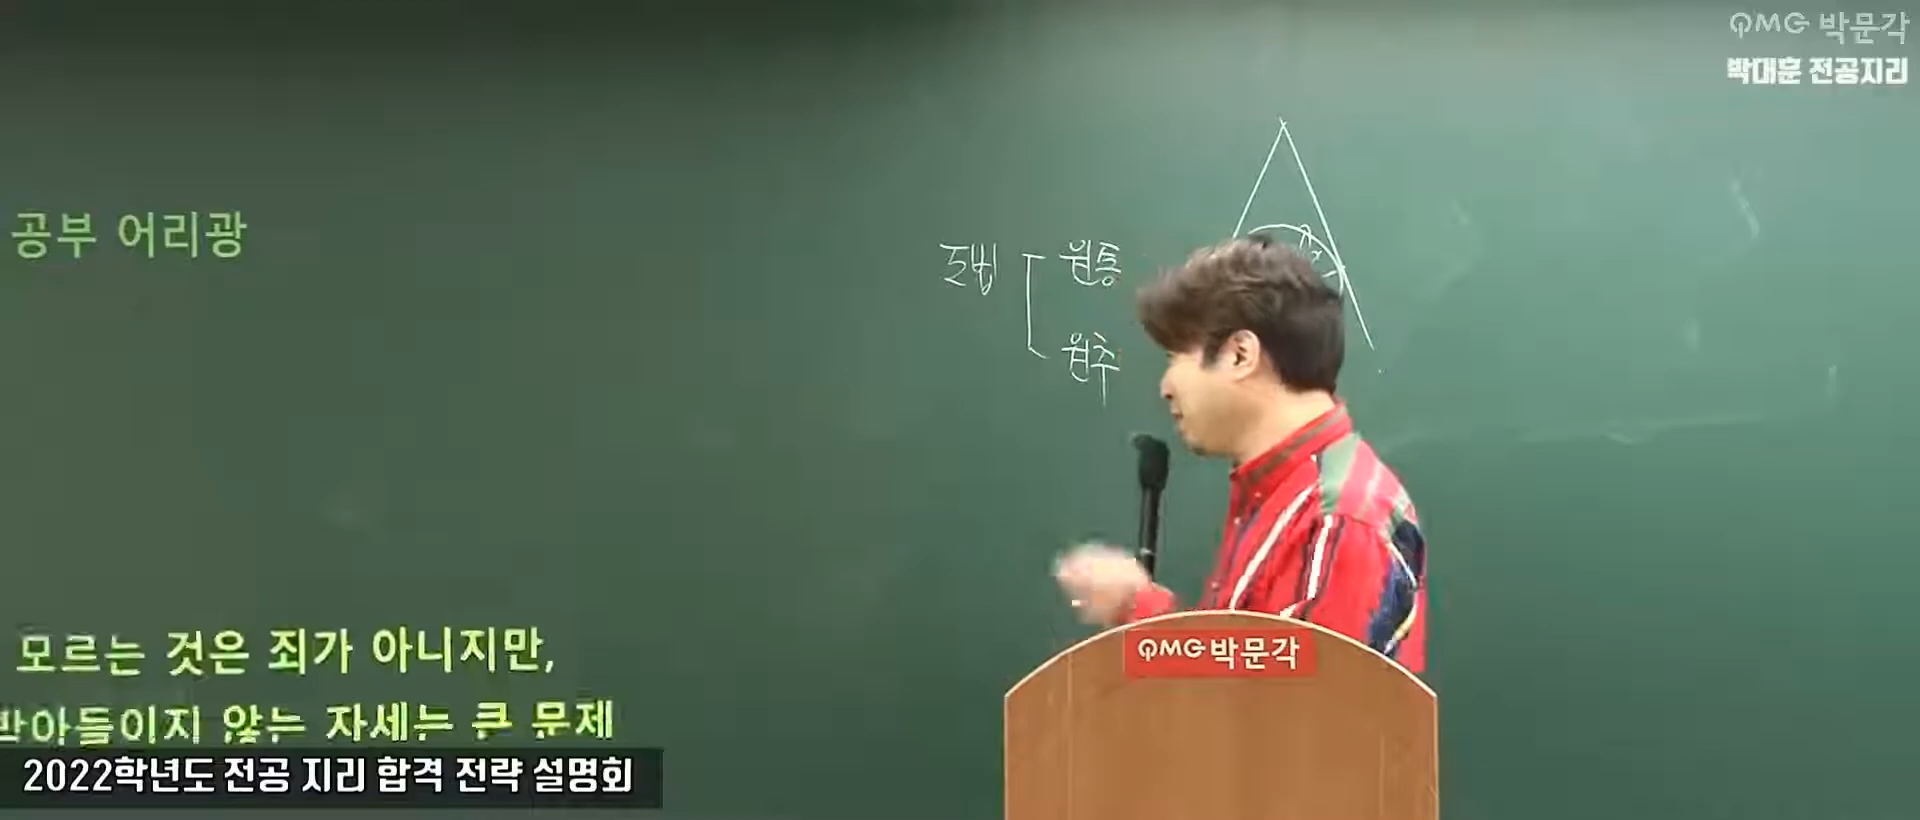 PMG 박문각
박대훈 전공지리
공부 어리광
도법
원통
원추
모르는 것은 죄가 아니지만,
받아들이지 않는 자세는 큰 문제
PMG 박문각
2022학년도 전공 지리 합격 전략 설명회